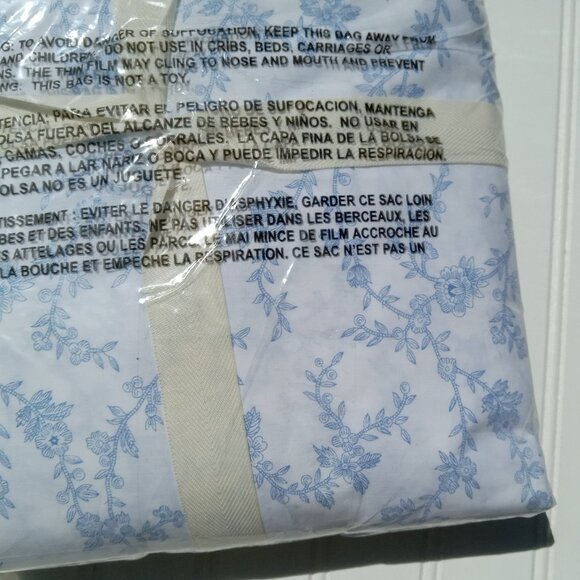 G: TO AVOID DANGER OF SUFFOCATION, KEEP THIS BAG AWAY FROM
AND CHILDREN. DO NOT USE IN CRIBS, BEDS, CARRIAGES OR
NS. THE THIN FILM MAY CLING TO NOSE AND MOUTH AND PREVENT
NG. THIS BAG IS NOT A TOY.
TENCIA: PARA EVITAR EL PELIGRO DE SUFOCACION, MANTENGA
OLSA FUERA DEL ALCANZE DE BEBES Y NIÑOS. NO USAR EN
CAMAS, COCHES O CORRALES. LA CAPA FINA DE LA BOLSA SE
PEGAR A LAR NARIZ O BOCA Y PUEDE IMPEDIR LA RESPIRACION.
OLSA NO ES UN JUGUETE.
TISSEMENT : EVITER LE DANGER D'ASPHYXIE, GARDER CE SAC LOIN
BES ET DES ENFANTS. NE PAS UTILISER DANS LES BERCEAUX, LES
ES ATTELAGES OU LES PARCS. LE MAI MINCE DE FILM ACCROCHE AU
LA BOUCHE ET EMPECHE LA RESPIRATION. CE SAC N'EST PAS UN